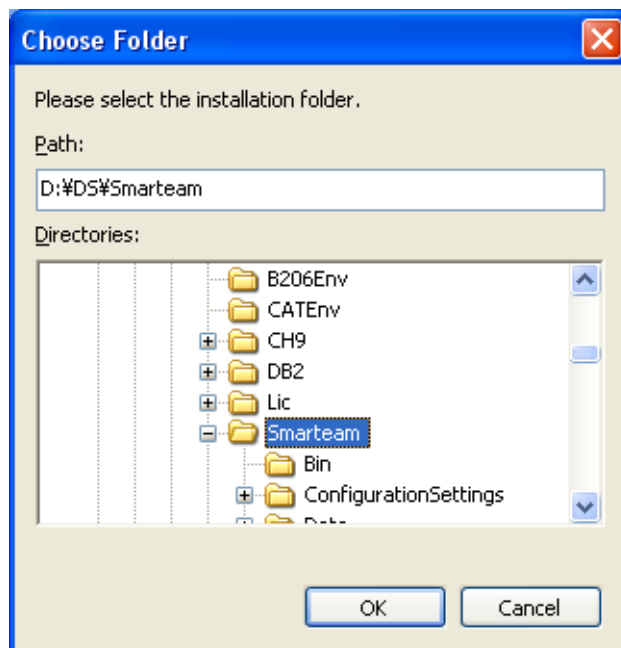 Choose Folder
Please select the installation folder.
Path:
D:¥DS¥Smarteam
Directories:
B206Env
CATEnv
CH9
DB2
Lic
Smarteam
Bin
ConfigurationSettings
OK Cancel